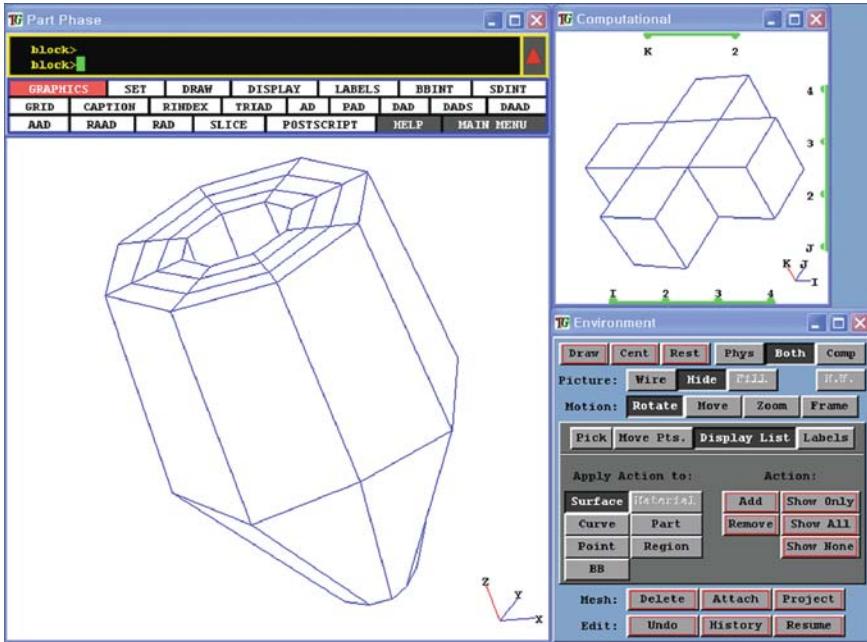 TG Part Phase
block>
block>
GRAPHICS SET DRAW DISPLAY LABELS BBINT SDINT
GRID CAPTION RINDEX TRIAD AD PAD DAD DADS DAAD
AAD RAAD RAD SLICE POSTSCRIPT HELP MAIN MENU
Z
Y
X
TG Computational
K 2
4
3
2
J
K J
I
I 2 3 4
TG Environment
Draw Cent Rest Phys Both Comp
Picture: Wire Hide Fill H.W.
Motion: Rotate Move Zoom Frame
Pick Move Pts. Display List Labels
Apply Action to: Action:
Surface Material Add Show Only
Curve Part Remove Show All
Point Region Show None
BB
Mesh: Delete Attach Project
Edit: Undo History Resume